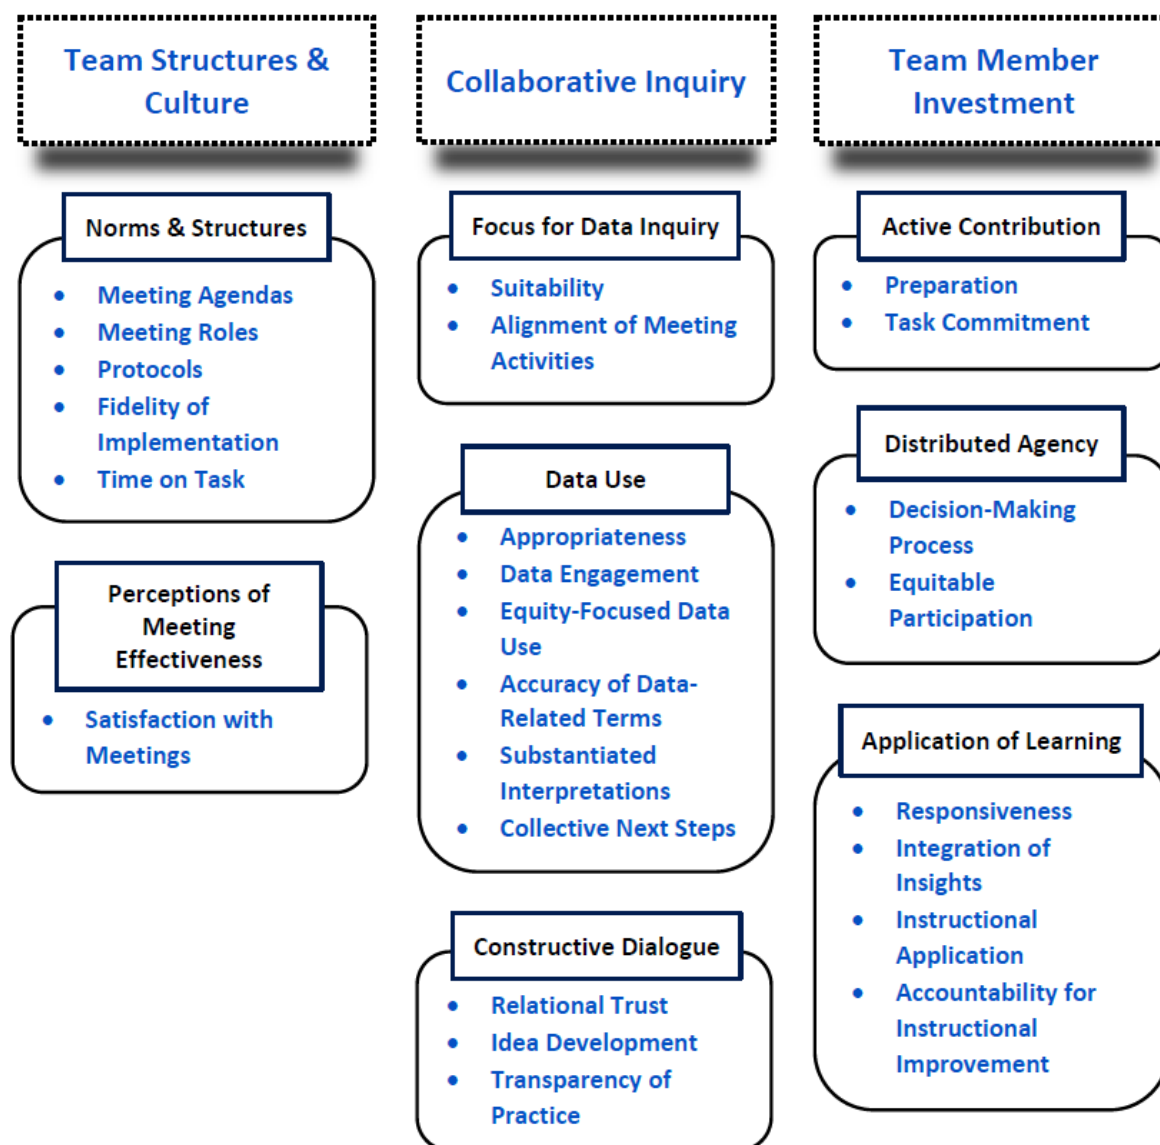 Team Structures &
Culture
Norms & Structures
• Meeting Agendas
• Meeting Roles
• Protocols
• Fidelity of
Implementation
• Time on Task
Perceptions of
Meeting
Effectiveness
• Satisfaction with
Meetings
Collaborative Inquiry
Focus for Data Inquiry
• Suitability
• Alignment of Meeting
Activities
Data Use
• Appropriateness
• Data Engagement
• Equity-Focused Data
Use
• Accuracy of Data-
Related Terms
• Substantiated
Interpretations
• Collective Next Steps
Constructive Dialogue
• Relational Trust
• Idea Development
• Transparency of
Practice
Team Member
Investment
Active Contribution
• Preparation
• Task Commitment
Distributed Agency
• Decision-Making
Process
• Equitable
Participation
Application of Learning
• Responsiveness
• Integration of
Insights
• Instructional
Application
• Accountability for
Instructional
Improvement